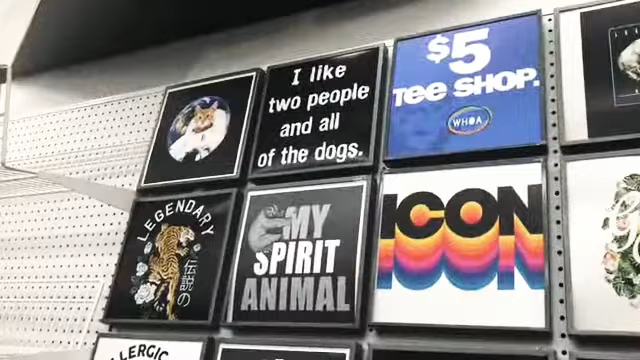 I like
two people
and all
of the dogs.
$5
Tee SHOP.
WHOA
LEGENDARY
伝説の
MY
SPIRIT
ANIMAL
ICON
LLERGIC